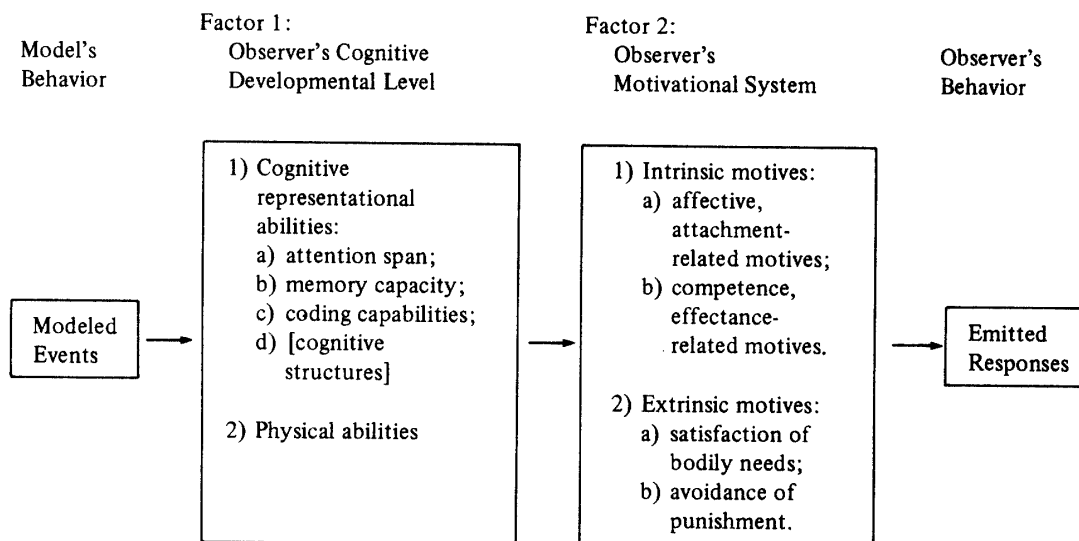 Model's
Behavior
Factor 1:
Observer's Cognitive
Developmental Level
Factor 2:
Observer's
Motivational System
Observer's
Behavior
Modeled
Events
1) Cognitive
representational
abilities:
a) attention span;
b) memory capacity;
c) coding capabilities;
d) [cognitive
structures]
2) Physical abilities
1) Intrinsic motives:
a) affective,
attachment-
related motives;
b) competence,
effectance-
related motives.
2) Extrinsic motives:
a) satisfaction of
bodily needs;
b) avoidance of
punishment.
Emitted
Responses